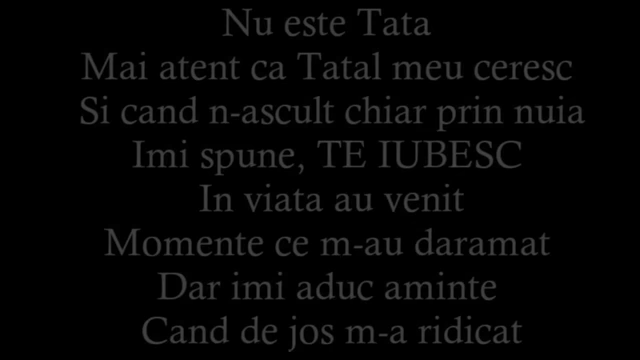 Nu este Tata
Mai atent ca Tatal meu ceresc
Si cand n-ascult chiar prin nuia
Imi spune, TE IUBESC
In viata au venit
Momente ce m-au daramat
Dar imi aduc aminte
Cand de jos m-a ridicat